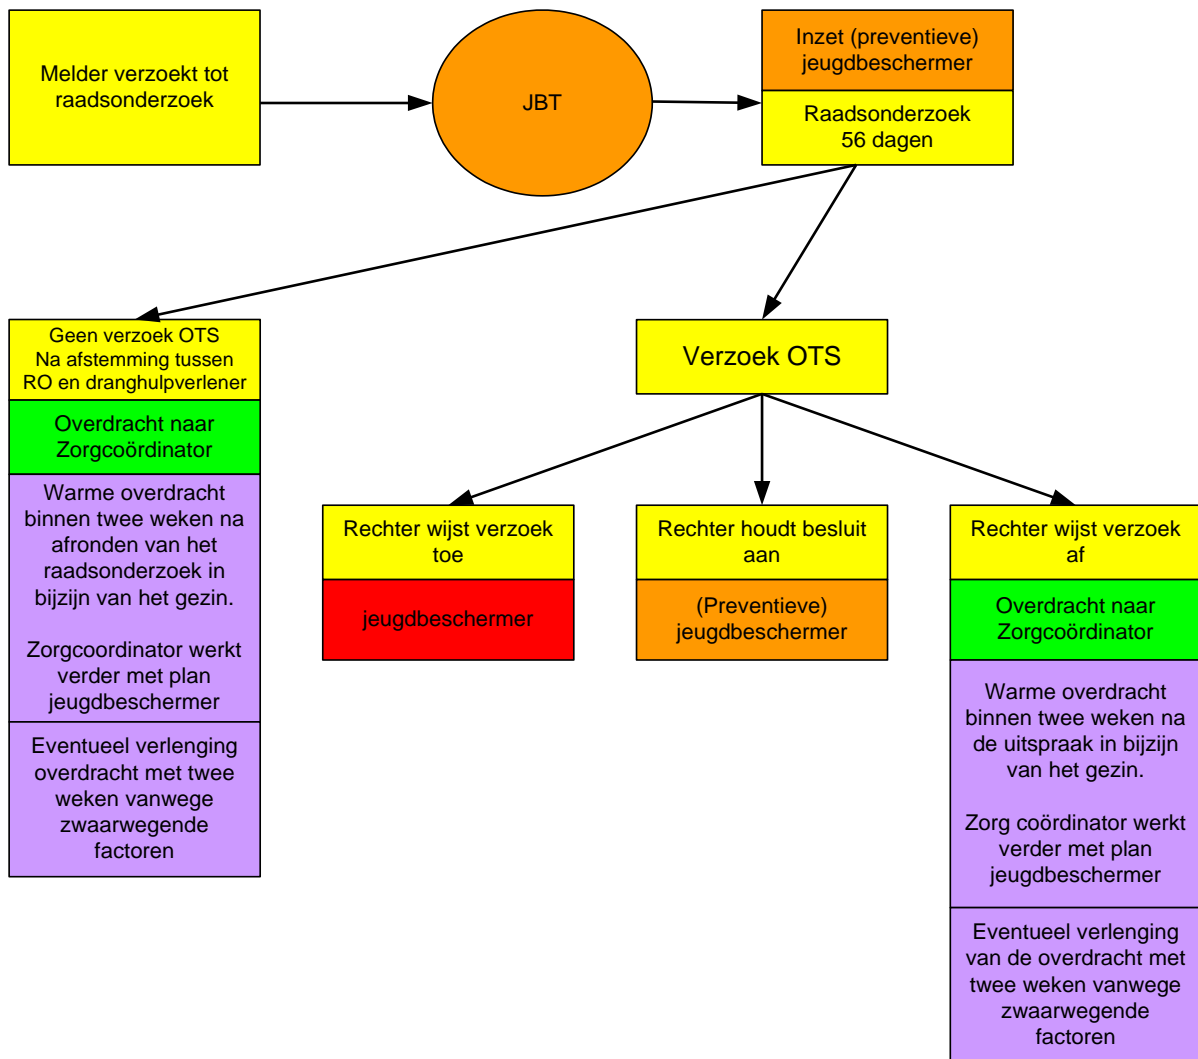 Melder verzoekt tot
raadsonderzoek
JBT
Inzet (preventieve)
jeugdbeschermer
Raadsonderzoek
56 dagen
Geen verzoek OTS
Na afstemming tussen
RO en dranghulpverlener
Overdracht naar
Zorgcoördinator
Warme overdracht
binnen twee weken na
afronden van het
raadsonderzoek in
bijzijn van het gezin.
Zorgcoordinator werkt
verder met plan
jeugdbeschermer
Eventueel verlenging
overdracht met twee
weken vanwege
zwaarwegende
factoren
Verzoek OTS
Rechter wijst verzoek
toe
jeugdbeschermer
Rechter houdt besluit
aan
(Preventieve)
jeugdbeschermer
Rechter wijst verzoek
af
Overdracht naar
Zorgcoördinator
Warme overdracht
binnen twee weken na
de uitspraak in bijzijn
van het gezin.
Zorg coördinator werkt
verder met plan
jeugdbeschermer
Eventueel verlenging
van de overdracht met
twee weken vanwege
zwaarwegende
factoren